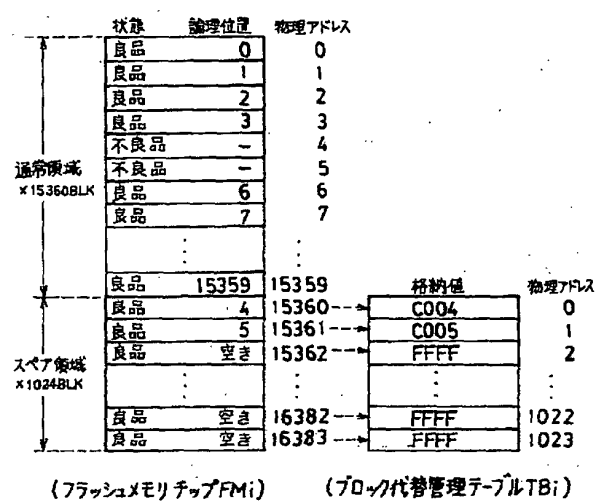 状態 論理位置 物理アドレス
良品 0 0
良品 1 1
良品 2 2
良品 3 3
不良品 － 4
不良品 － 5
通常領域
×15360BLK
良品 6 6
良品 7 7
⋮ ⋮
良品 15359 15359 格納値 物理アドレス
良品 4 15360 C004 0
良品 5 15361 C005 1
良品 空き 15362 FFFF 2
スペア領域
×1024BLK
⋮ ⋮ ⋮ ⋮
良品 空き 16382 FFFF 1022
良品 空き 16383 FFFF 1023
(フラッシュメモリチップFMi) (ブロック代替管理テーブルTBi)